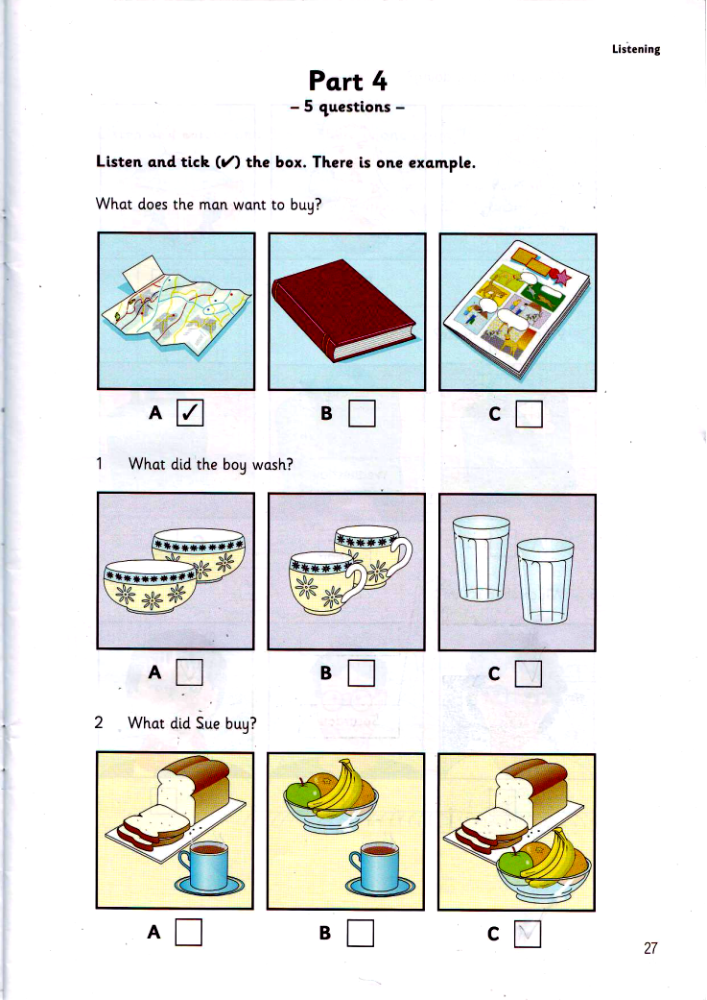 Listening
Part 4
– 5 questions –
Listen and tick (✓) the box. There is one example.
What does the man want to buy?
A ✓ B C
1 What did the boy wash?
A B C
2 What did Sue buy?
A B C
27